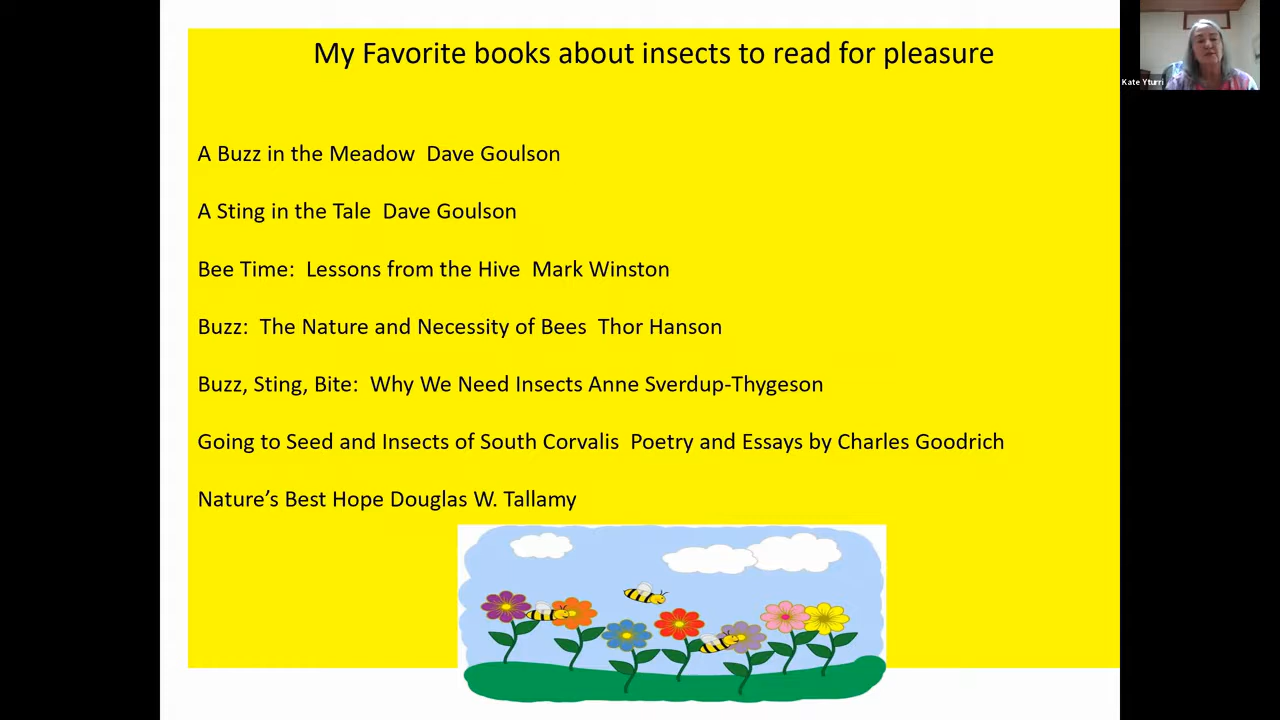 My Favorite books about insects to read for pleasure
Kate Yturri
A Buzz in the Meadow  Dave Goulson
A Sting in the Tale  Dave Goulson
Bee Time:  Lessons from the Hive  Mark Winston
Buzz:  The Nature and Necessity of Bees  Thor Hanson
Buzz, Sting, Bite:  Why We Need Insects Anne Sverdup-Thygeson
Going to Seed and Insects of South Corvalis  Poetry and Essays by Charles Goodrich
Nature’s Best Hope Douglas W. Tallamy